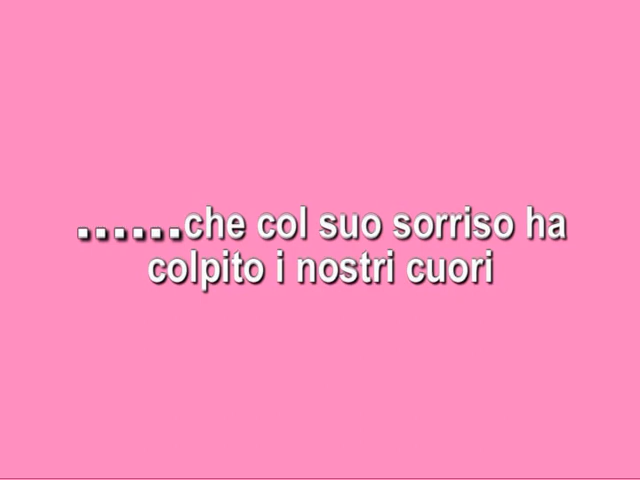 ......che col suo sorriso ha
colpito i nostri cuori